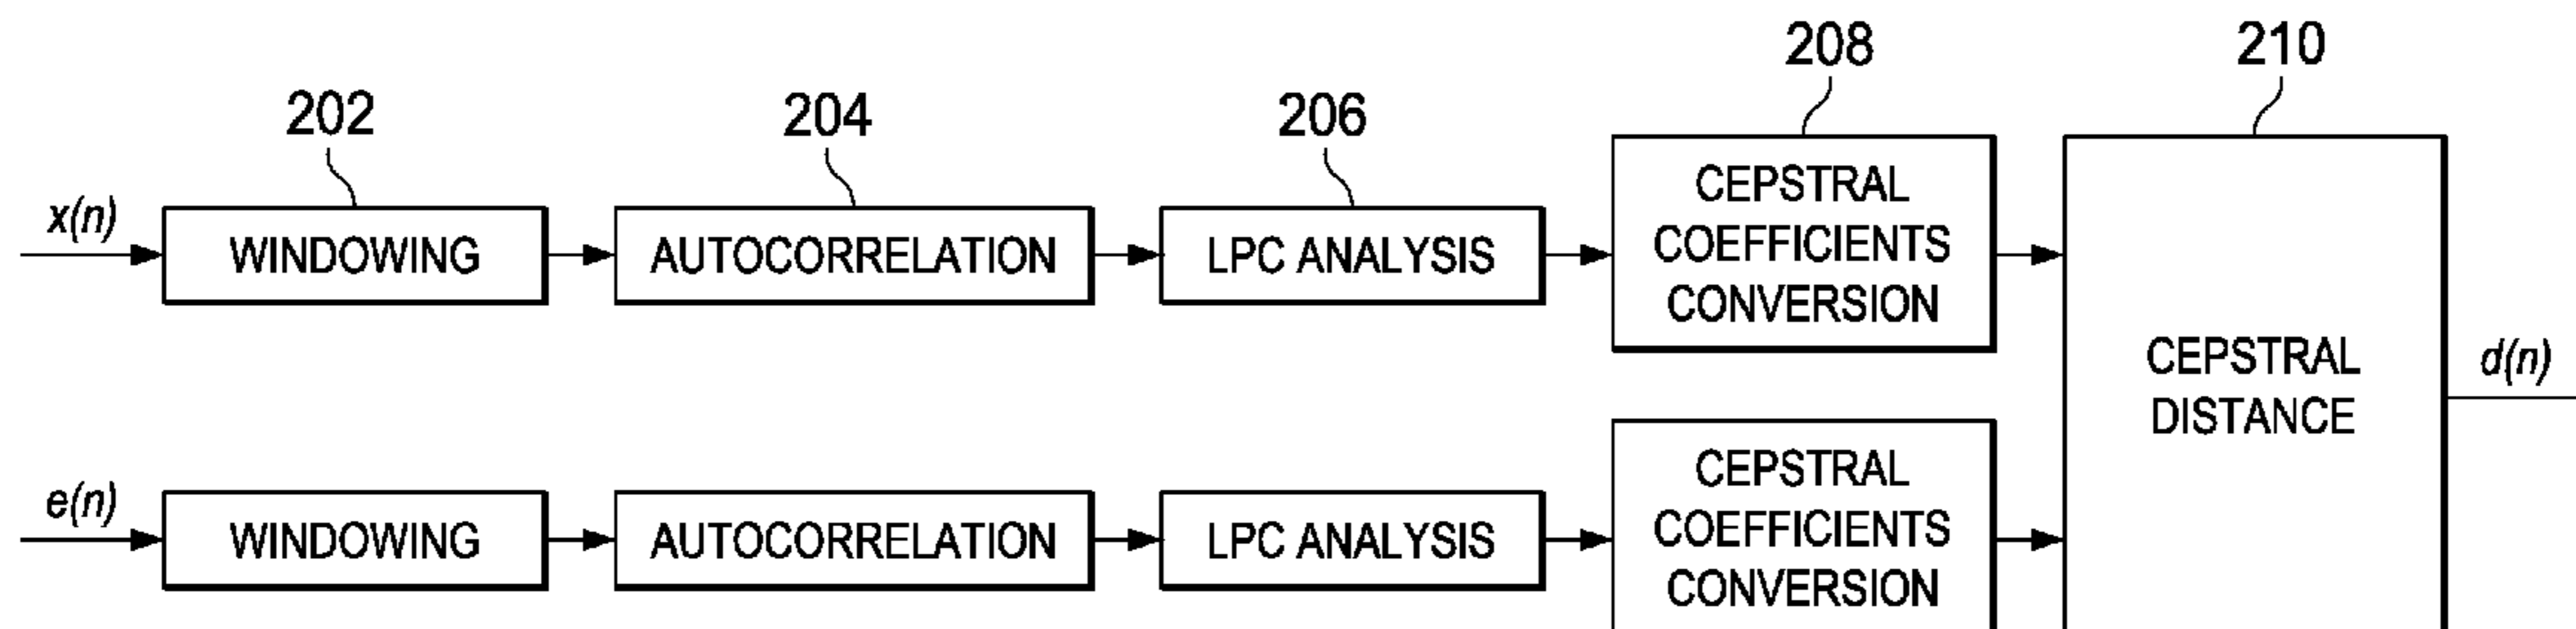 208
210
202
204
206
x(n)
WINDOWING
AUTOCORRELATION
LPC ANALYSIS
CEPSTRAL
COEFFICIENTS
CONVERSION
CEPSTRAL
DISTANCE
d(n)
e(n)
WINDOWING
AUTOCORRELATION
LPC ANALYSIS
CEPSTRAL
COEFFICIENTS
CONVERSION